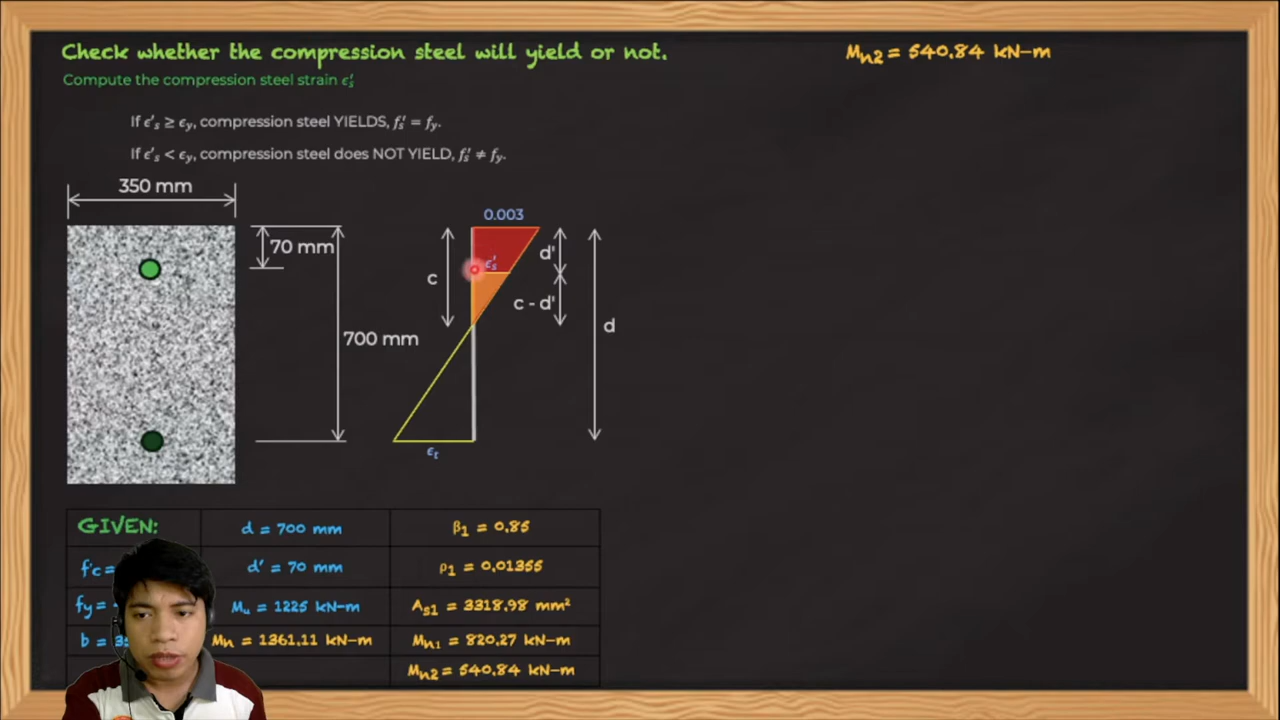 Check whether the compression steel will yield or not.
Mn2 = 540.84 kN-m
Compute the compression steel strain ϵ′s
If ϵ′s ≥ ϵy, compression steel YIELDS, f′s = fy.
If ϵ′s < ϵy, compression steel does NOT YIELD, f′s ≠ fy.
350 mm
0.003
70 mm
d'
ϵ′s
c
c - d'
700 mm
d
ϵt
GIVEN: d = 700 mm β1 = 0.85
f'c= d' = 70 mm ρ1 = 0.01355
fy = Mu = 1225 kN-m As1 = 3318.98 mm²
b = Mn = 1361.11 kN-m Mn1 = 820.27 kN-m
Mn2 = 540.84 kN-m